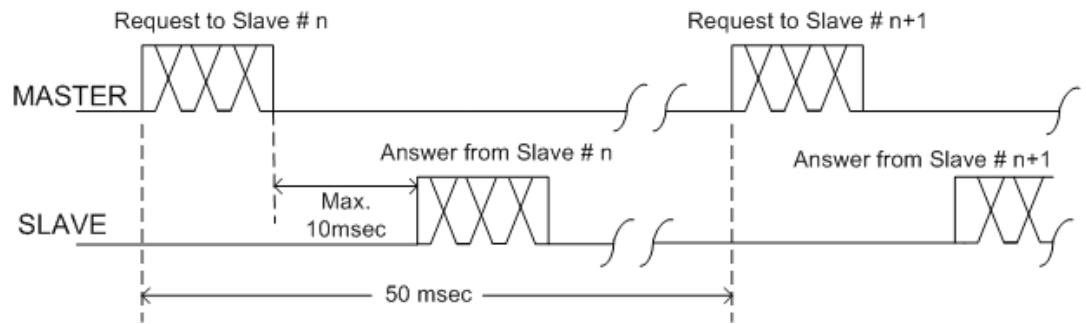 Request to Slave # n
Request to Slave # n+1
MASTER
Answer from Slave # n
Answer from Slave # n+1
Max.
10msec
SLAVE
50 msec